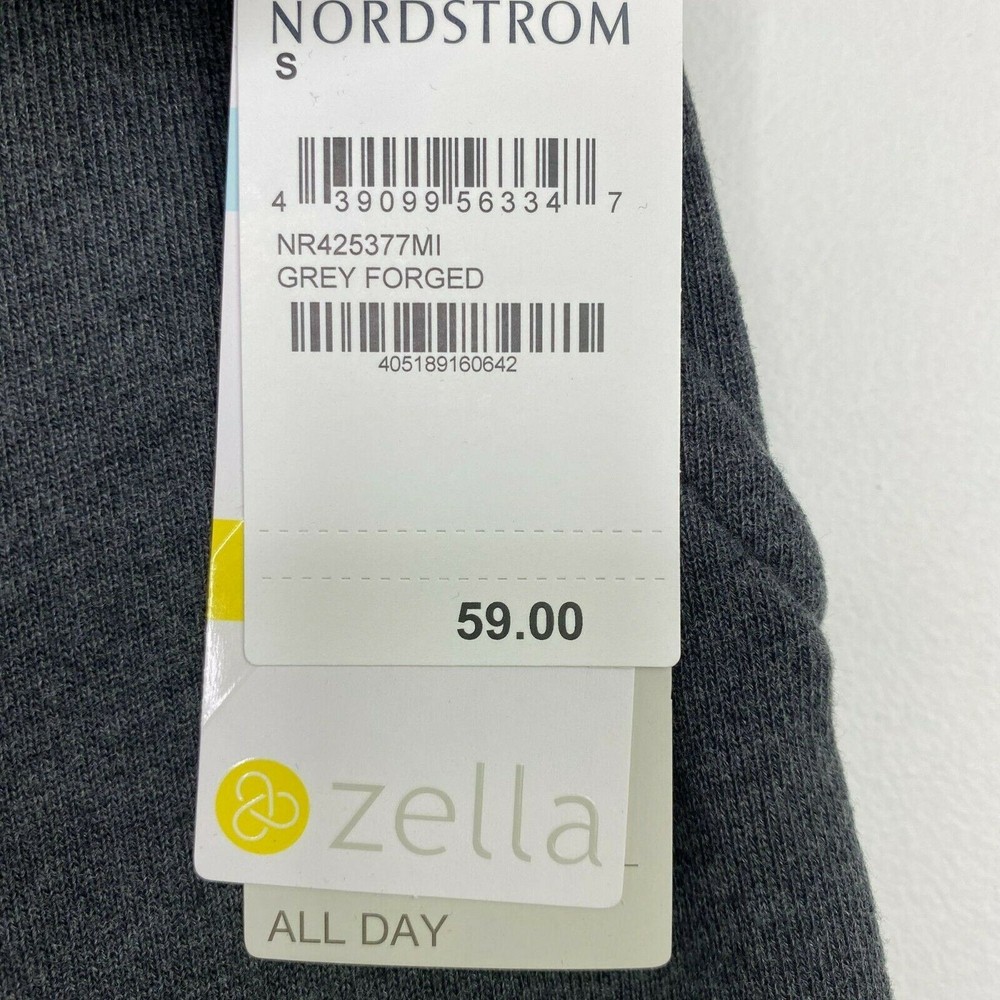 NORDSTROM
S
4 39099 56334 7
NR425377MI
GREY FORGED
405189160642
59.00
zella
ALL DAY